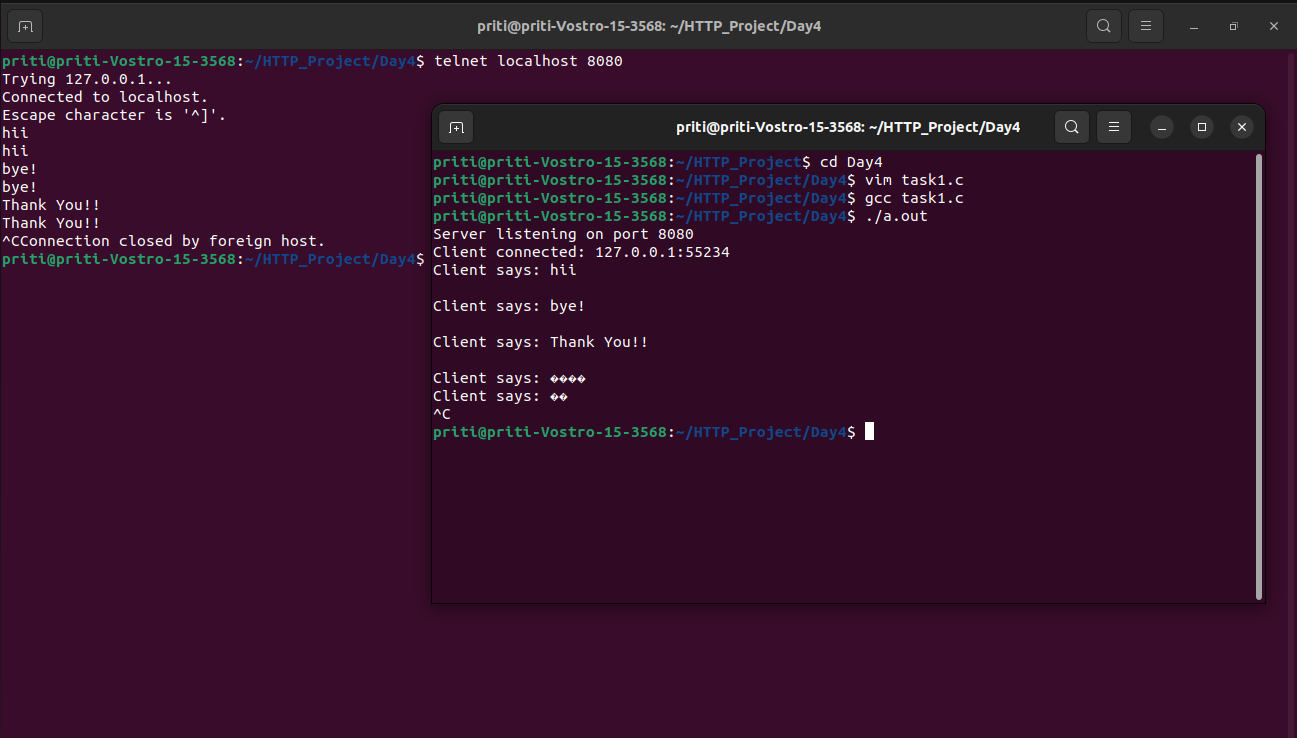 priti@priti-Vostro-15-3568: ~/HTTP_Project/Day4
priti@priti-Vostro-15-3568:~/HTTP_Project/Day4$ telnet localhost 8080
Trying 127.0.0.1...
Connected to localhost.
Escape character is '^]'.
hii
hii
bye!
bye!
Thank You!!
Thank You!!
^CConnection closed by foreign host.
priti@priti-Vostro-15-3568:~/HTTP_Project/Day4$
priti@priti-Vostro-15-3568: ~/HTTP_Project/Day4
priti@priti-Vostro-15-3568:~/HTTP_Project$ cd Day4
priti@priti-Vostro-15-3568:~/HTTP_Project/Day4$ vim task1.c
priti@priti-Vostro-15-3568:~/HTTP_Project/Day4$ gcc task1.c
priti@priti-Vostro-15-3568:~/HTTP_Project/Day4$ ./a.out
Server listening on port 8080
Client connected: 127.0.0.1:55234
Client says: hii
Client says: bye!
Client says: Thank You!!
Client says: ����
Client says: ��
^C
priti@priti-Vostro-15-3568:~/HTTP_Project/Day4$